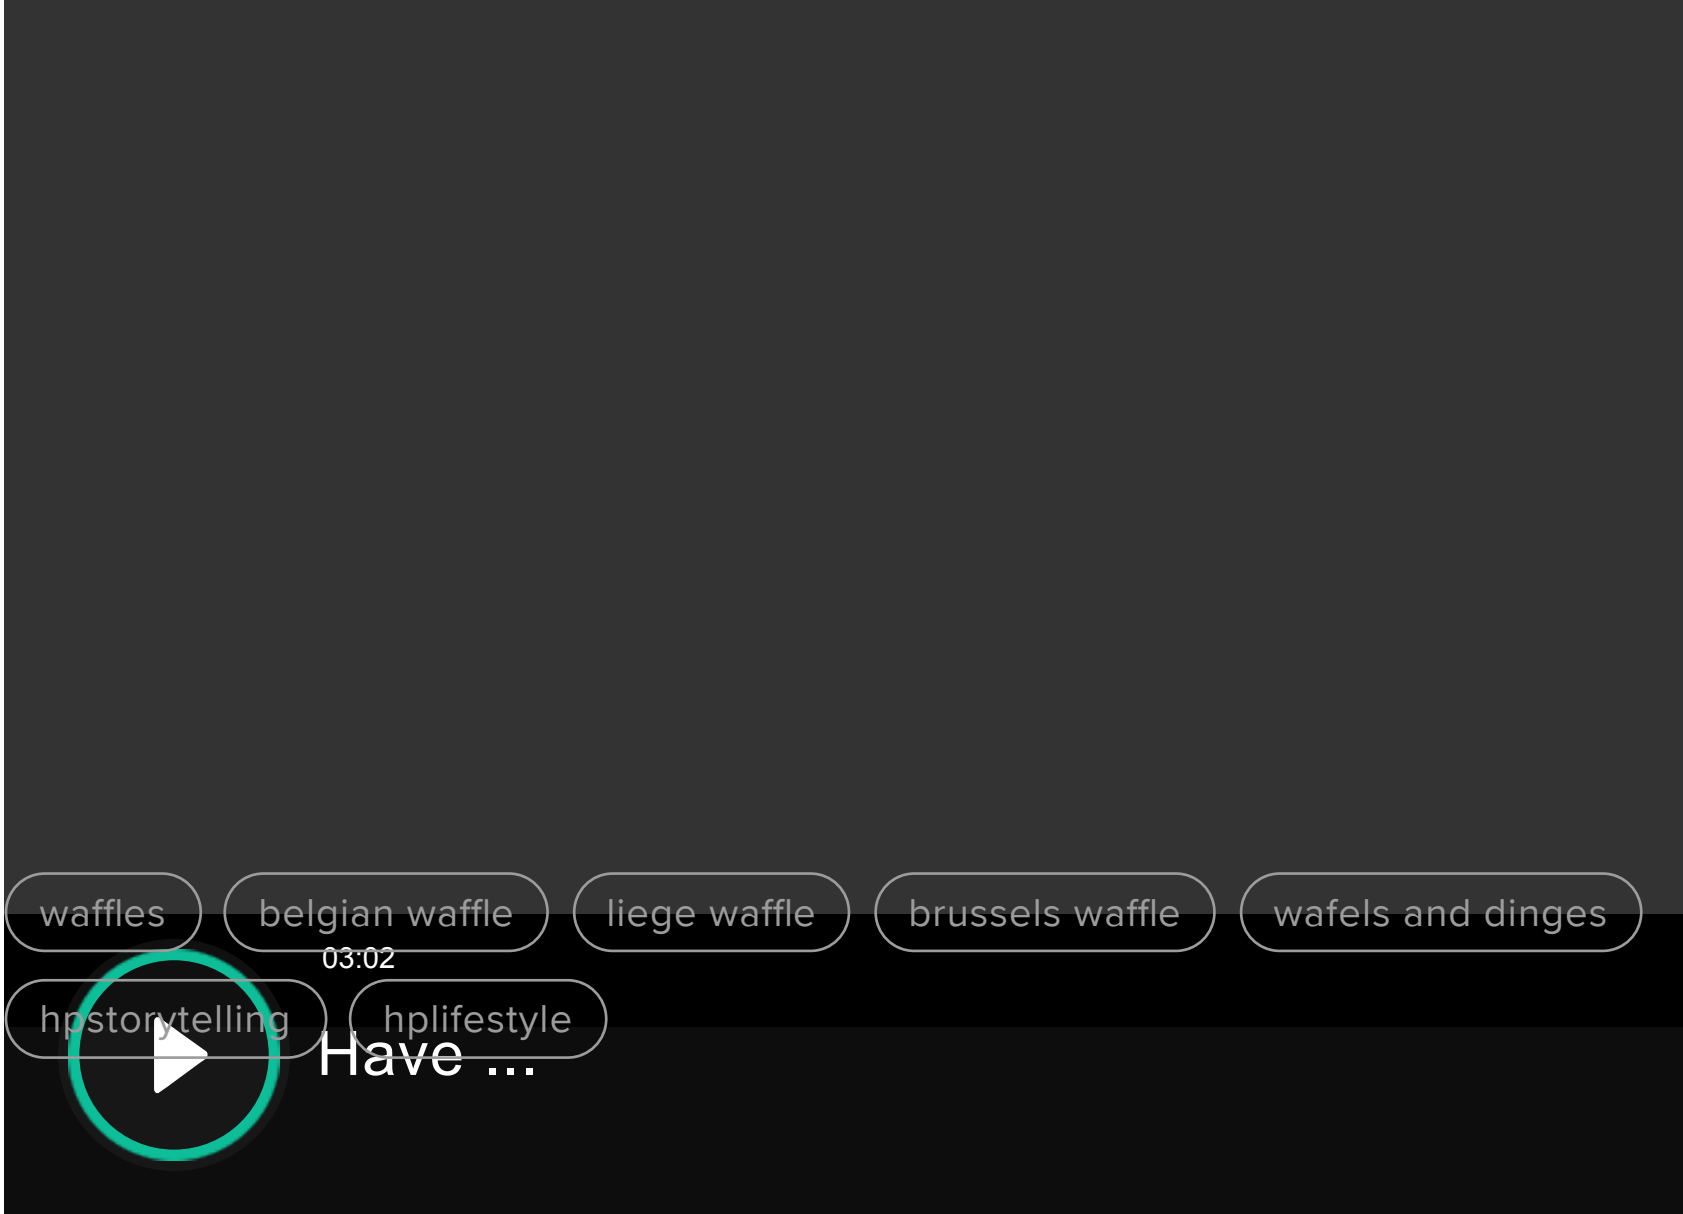 waffles belgian waffle liege waffle brussels waffle wafels and dinges
03:02
hpstorytelling hplifestyle
Have ...